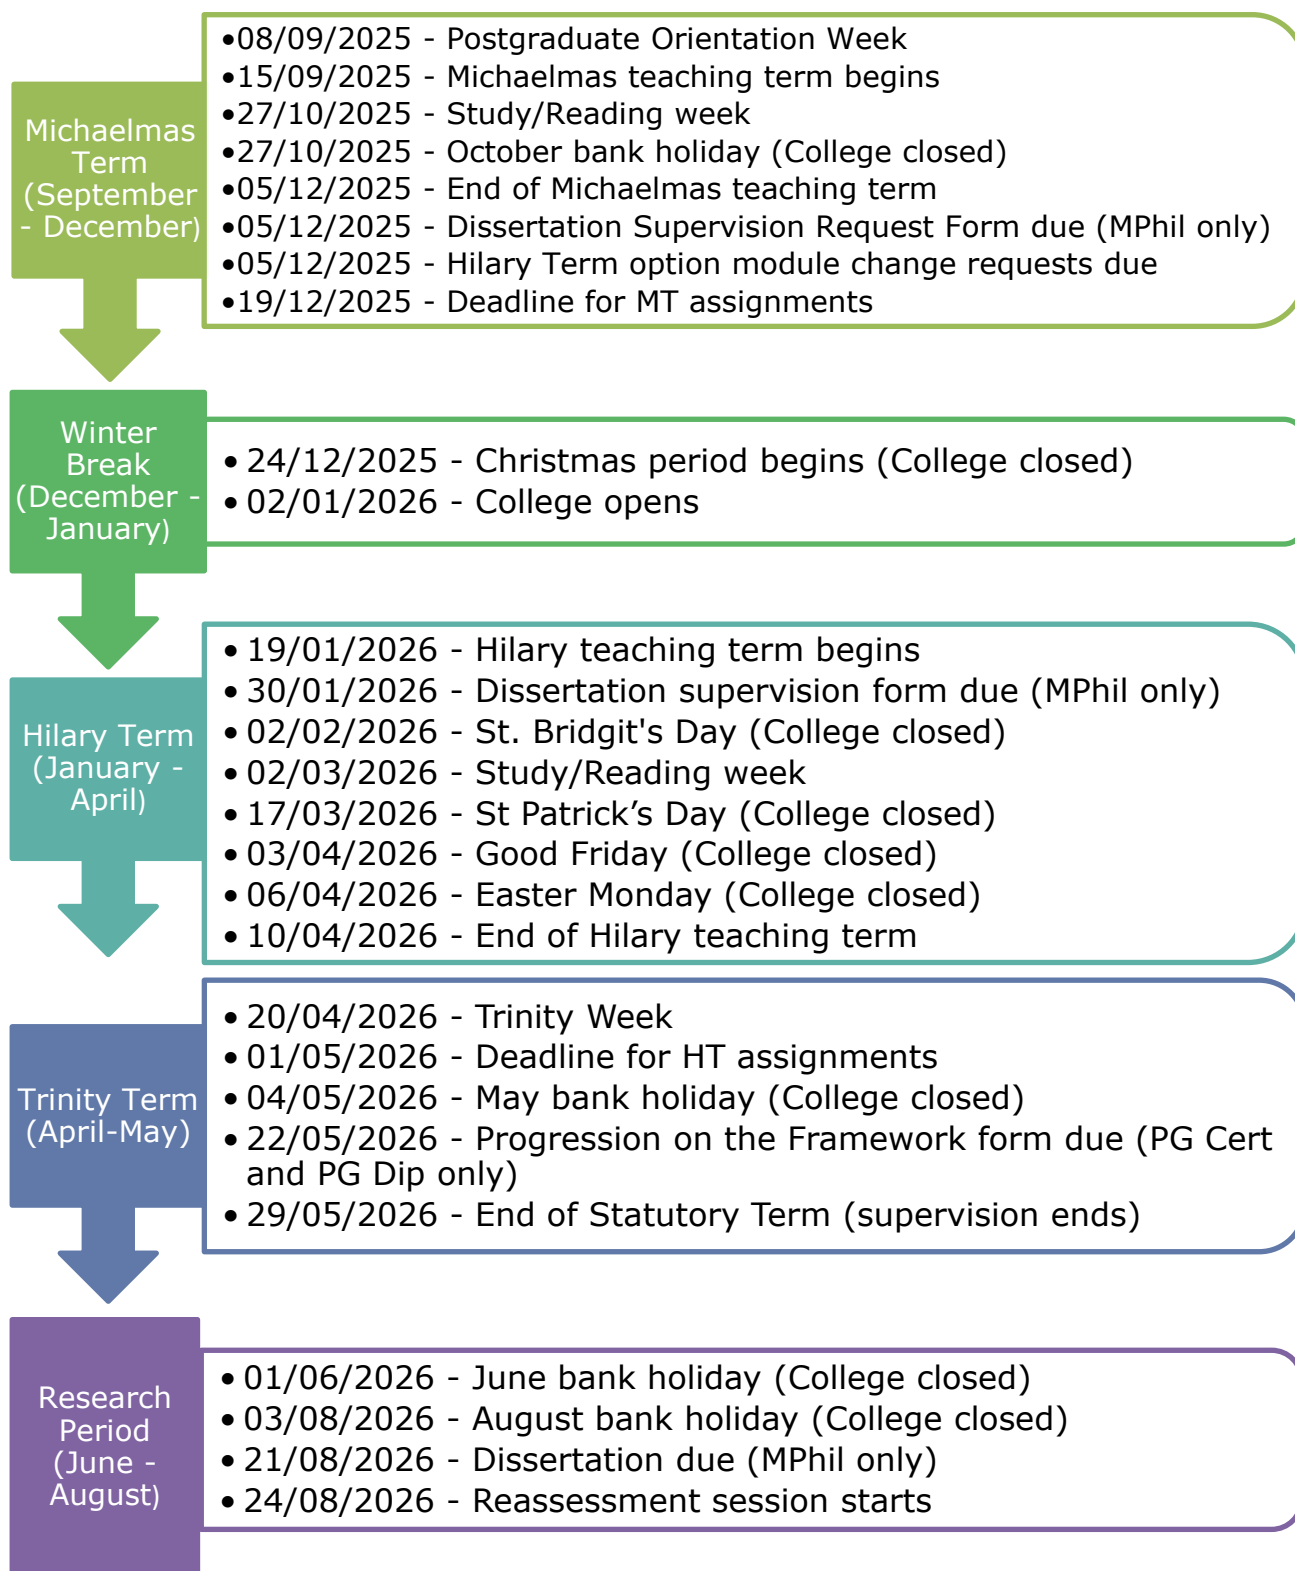 Michaelmas
Term
(September
- December)
•08/09/2025 - Postgraduate Orientation Week
•15/09/2025 - Michaelmas teaching term begins
•27/10/2025 - Study/Reading week
•27/10/2025 - October bank holiday (College closed)
•05/12/2025 - End of Michaelmas teaching term
•05/12/2025 - Dissertation Supervision Request Form due (MPhil only)
•05/12/2025 - Hilary Term option module change requests due
•19/12/2025 - Deadline for MT assignments
Winter
Break
(December -
January)
• 24/12/2025 - Christmas period begins (College closed)
• 02/01/2026 - College opens
Hilary Term
(January -
April)
• 19/01/2026 - Hilary teaching term begins
• 30/01/2026 - Dissertation supervision form due (MPhil only)
• 02/02/2026 - St. Bridgit's Day (College closed)
• 02/03/2026 - Study/Reading week
• 17/03/2026 - St Patrick’s Day (College closed)
• 03/04/2026 - Good Friday (College closed)
• 06/04/2026 - Easter Monday (College closed)
• 10/04/2026 - End of Hilary teaching term
Trinity Term
(April-May)
• 20/04/2026 - Trinity Week
• 01/05/2026 - Deadline for HT assignments
• 04/05/2026 - May bank holiday (College closed)
• 22/05/2026 - Progression on the Framework form due (PG Cert
and PG Dip only)
• 29/05/2026 - End of Statutory Term (supervision ends)
Research
Period
(June -
August)
• 01/06/2026 - June bank holiday (College closed)
• 03/08/2026 - August bank holiday (College closed)
• 21/08/2026 - Dissertation due (MPhil only)
• 24/08/2026 - Reassessment session starts